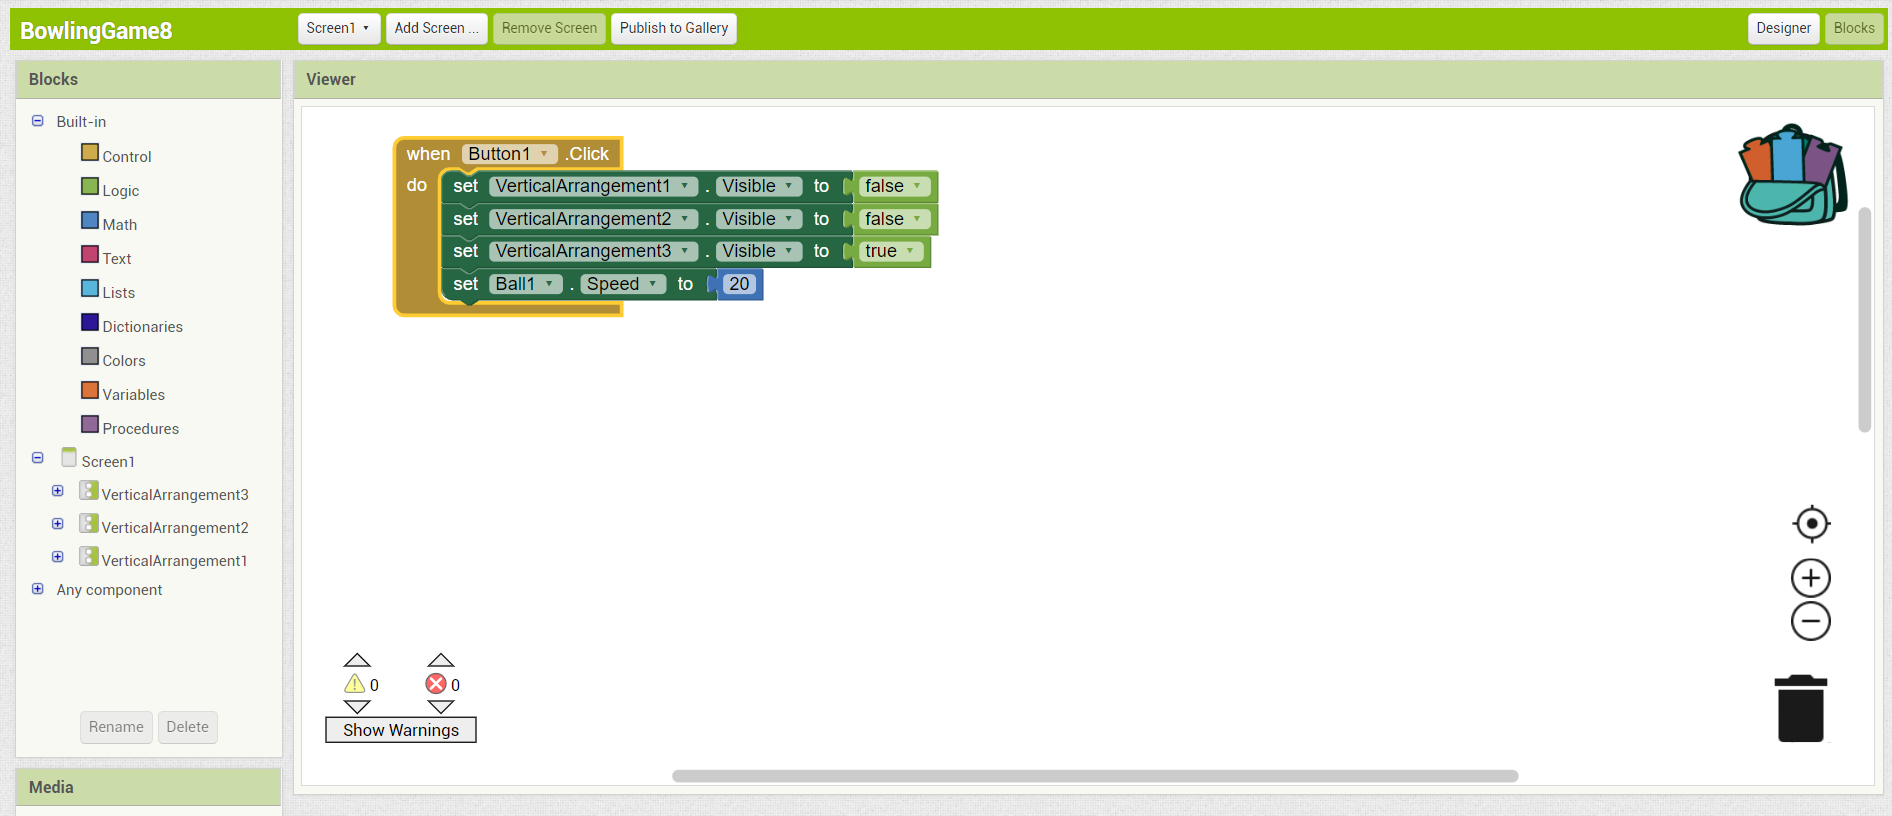 BowlingGame8 Screen1 Add Screen ... Remove Screen Publish to Gallery Designer Blocks
Blocks
Built-in
Control
Logic
Math
Text
Lists
Dictionaries
Colors
Variables
Procedures
Screen1
VerticalArrangement3
VerticalArrangement2
VerticalArrangement1
Any component
Rename Delete
Media
Viewer
when Button1 .Click
do set VerticalArrangement1 . Visible to false
set VerticalArrangement2 . Visible to false
set VerticalArrangement3 . Visible to true
set Ball1 . Speed to 20
0 0
Show Warnings